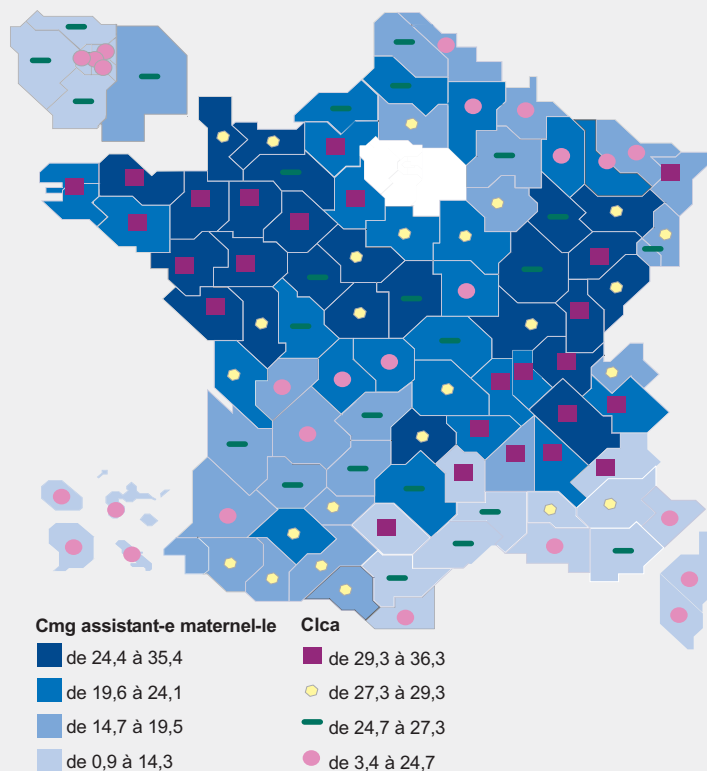 Cmg assistant-e maternel-le
de 24,4 à 35,4
de 19,6 à 24,1
de 14,7 à 19,5
de 0,9 à 14,3
Clca
de 29,3 à 36,3
de 27,3 à 29,3
de 24,7 à 27,3
de 3,4 à 24,7